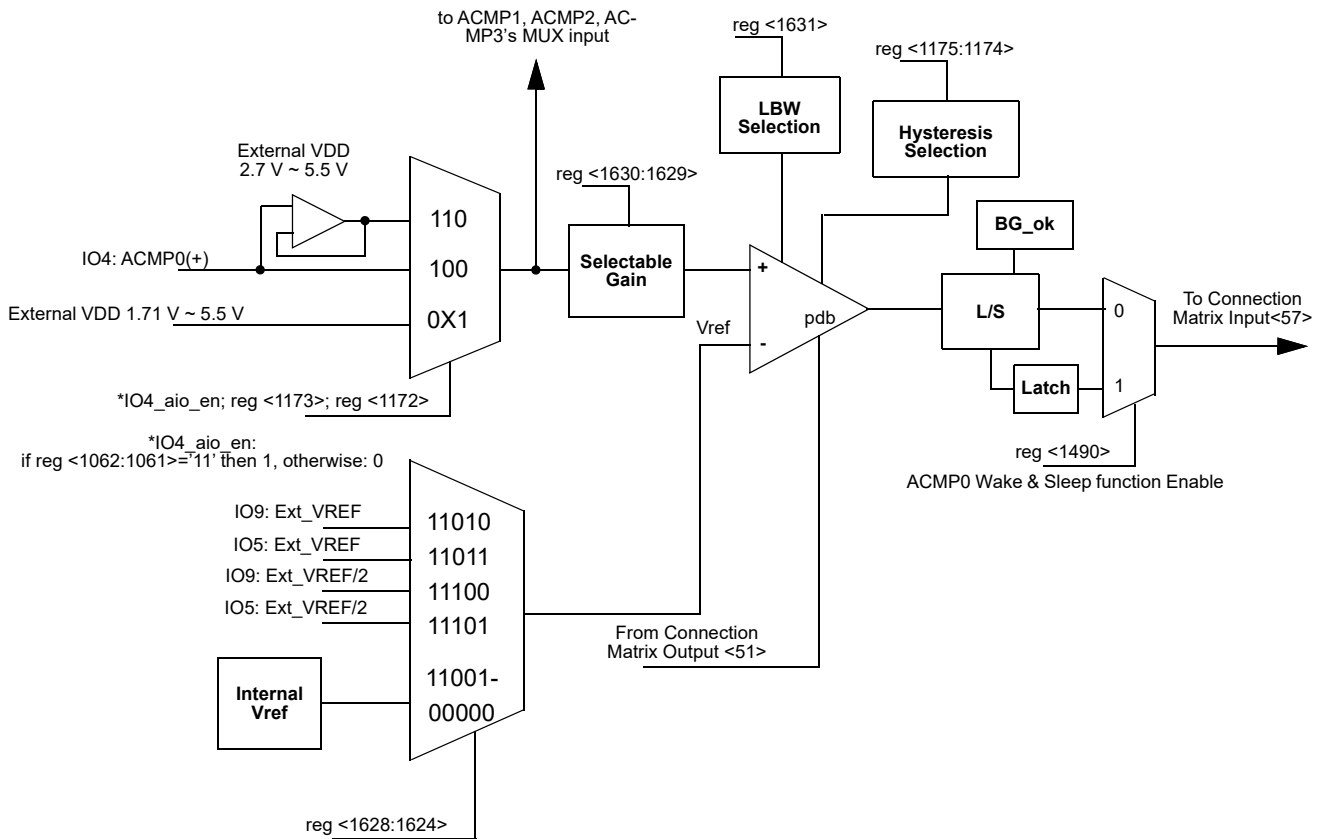 to ACMP1, ACMP2, AC-
MP3's MUX input
reg <1631>
reg <1175:1174>
LBW
Selection
Hysteresis
Selection
External VDD
2.7 V ~ 5.5 V
reg <1630:1629>
110
BG_ok
IO4: ACMP0(+)
100
Selectable
Gain
+
External VDD 1.71 V ~ 5.5 V
0X1
Vref
pdb
-
L/S
0
To Connection
Matrix Input<57>
Latch
1
*IO4_aio_en; reg <1173>; reg <1172>
*IO4_aio_en:
if reg <1062:1061>='11' then 1, otherwise: 0
reg <1490>
ACMP0 Wake & Sleep function Enable
IO9: Ext_VREF
11010
IO5: Ext_VREF
11011
IO9: Ext_VREF/2
11100
IO5: Ext_VREF/2
11101
From Connection
Matrix Output <51>
Internal
Vref
11001-
00000
reg <1628:1624>